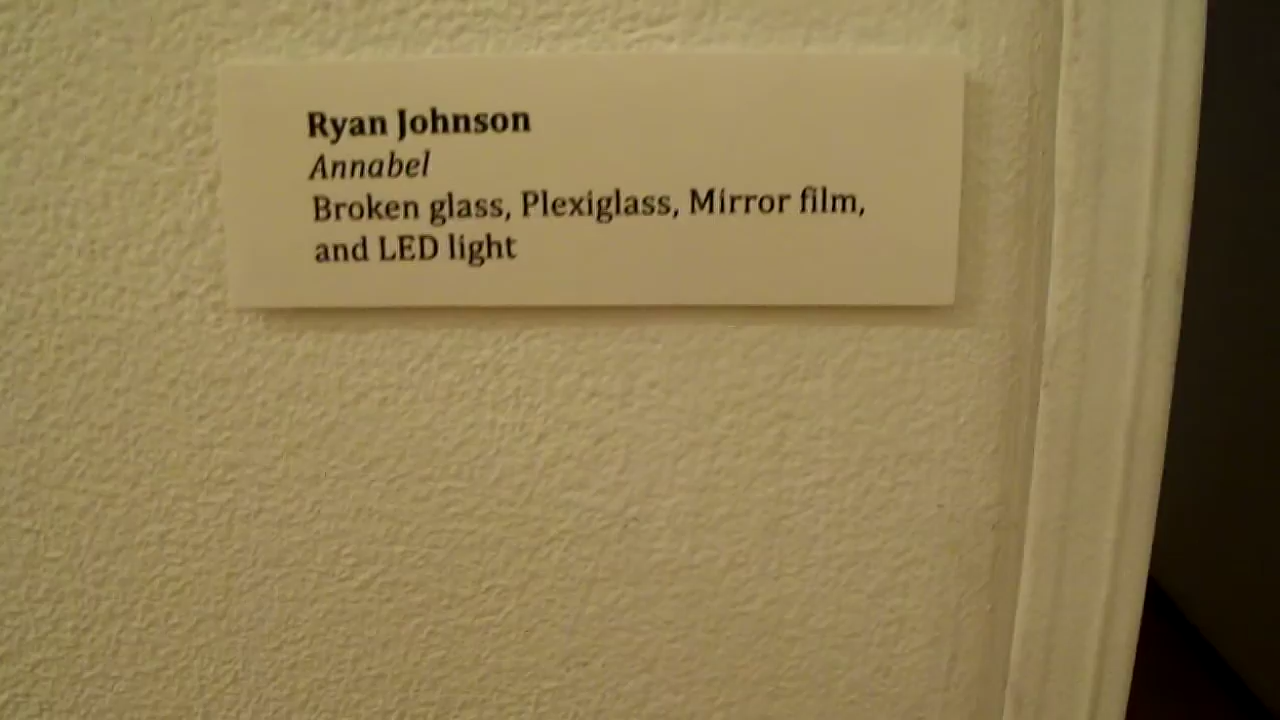 Ryan Johnson
Annabel
Broken glass, Plexiglass, Mirror film,
and LED light